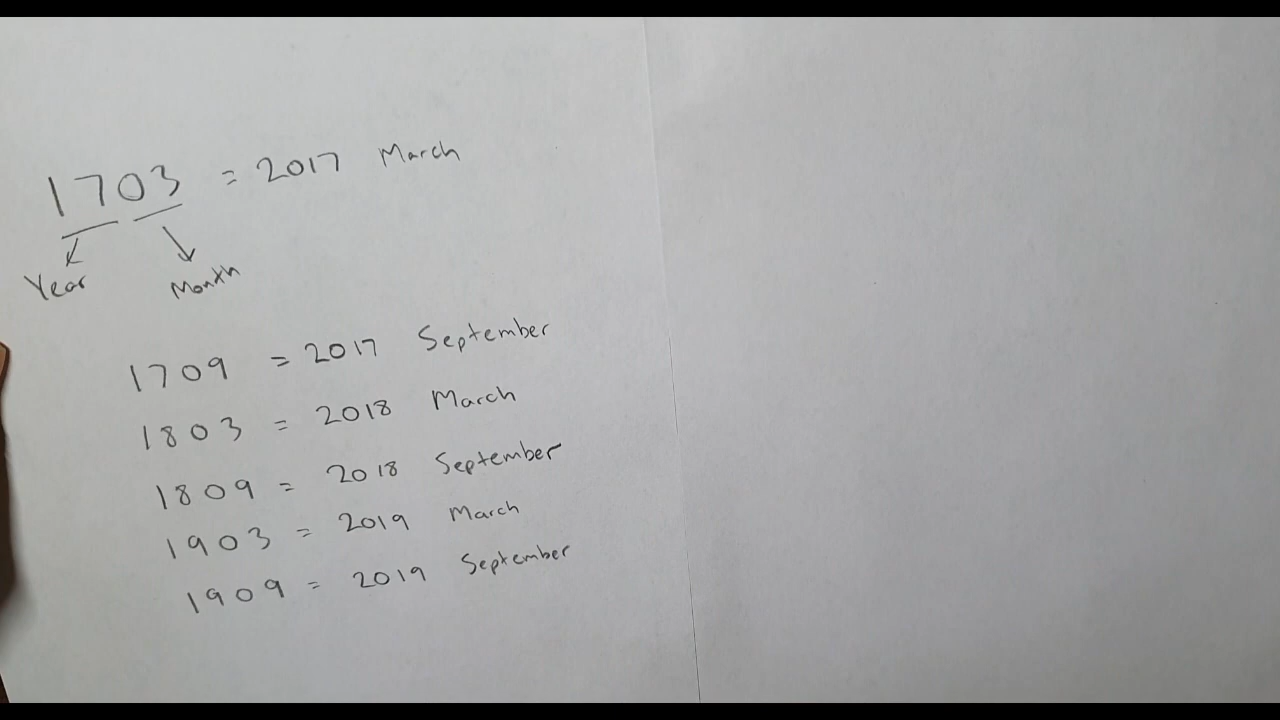 1703 = 2017 March
Year Month
1709 = 2017 September
1803 = 2018 March
1809 = 2018 September
1903 = 2019 March
1909 = 2019 September